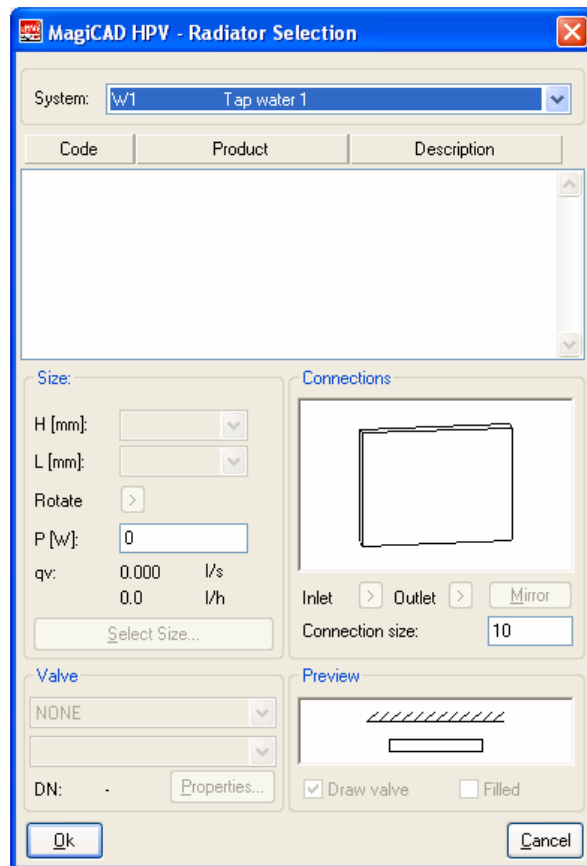 MagiCAD HPV - Radiator Selection
System: W1 Tap water 1
Code Product Description
Size:
H [mm]:
L [mm]:
Rotate >
P [W]: 0
qv: 0.000 l/s
0.0 l/h
Select Size...
Connections
Inlet > Outlet > Mirror
Connection size: 10
Valve
NONE
DN: - Properties...
Preview
Draw valve Filled
Ok Cancel